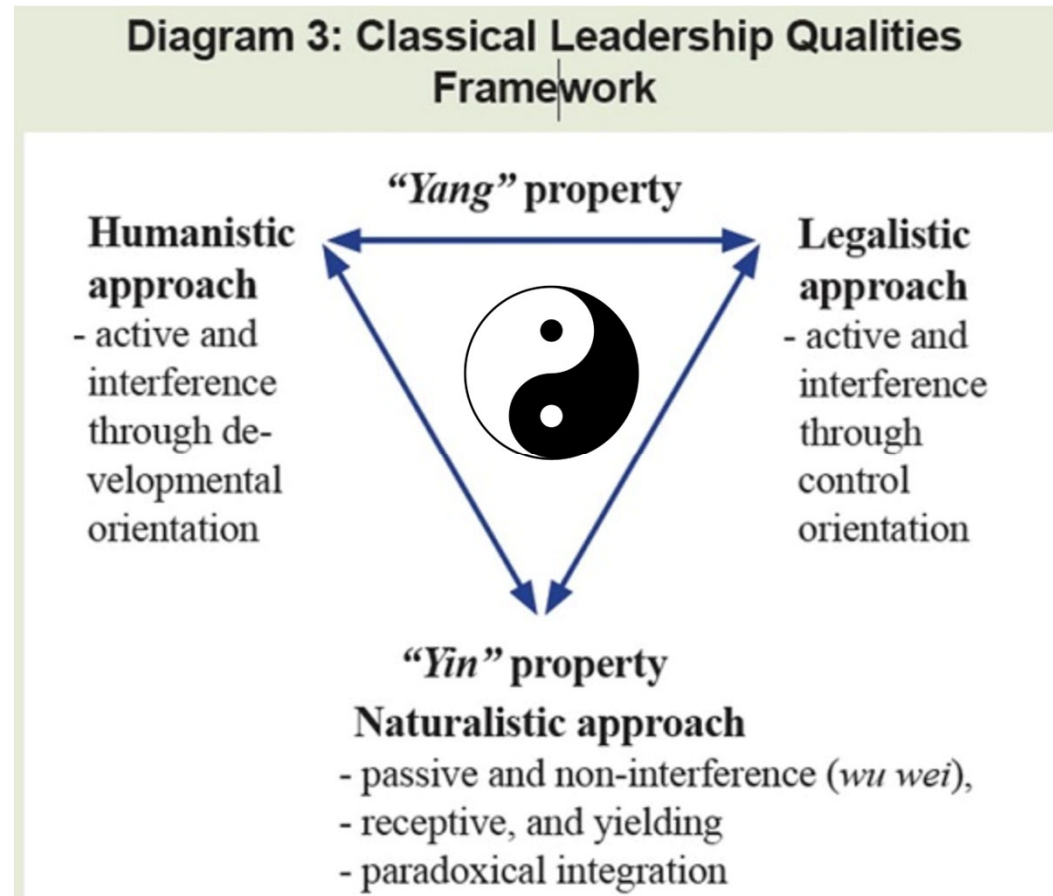 Diagram 3: Classical Leadership Qualities
Framework
“Yang” property
Humanistic
approach
- active and
interference
through de-
velopmental
orientation
Legalistic
approach
- active and
interference
through
control
orientation
“Yin” property
Naturalistic approach
- passive and non-interference (wu wei),
- receptive, and yielding
- paradoxical integration